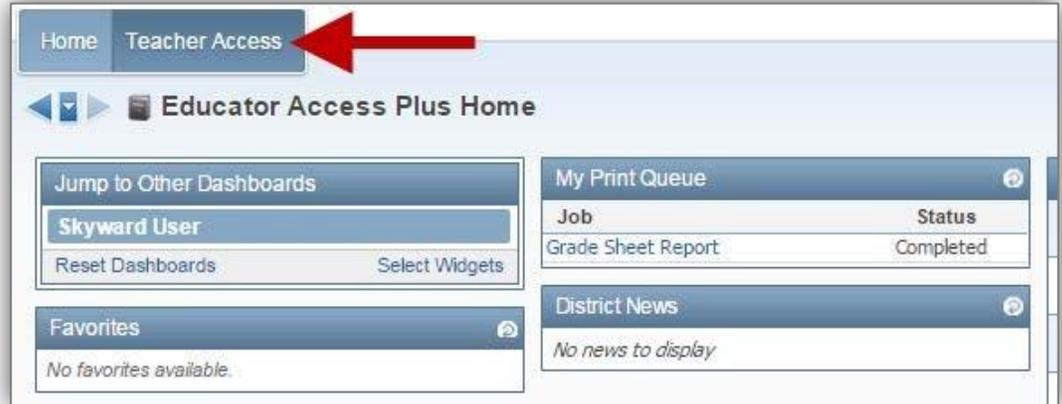 Home Teacher Access
Educator Access Plus Home
Jump to Other Dashboards
Skyward User
Reset Dashboards Select Widgets
Favorites
No favorites available.
My Print Queue
Job Status
Grade Sheet Report Completed
District News
No news to display